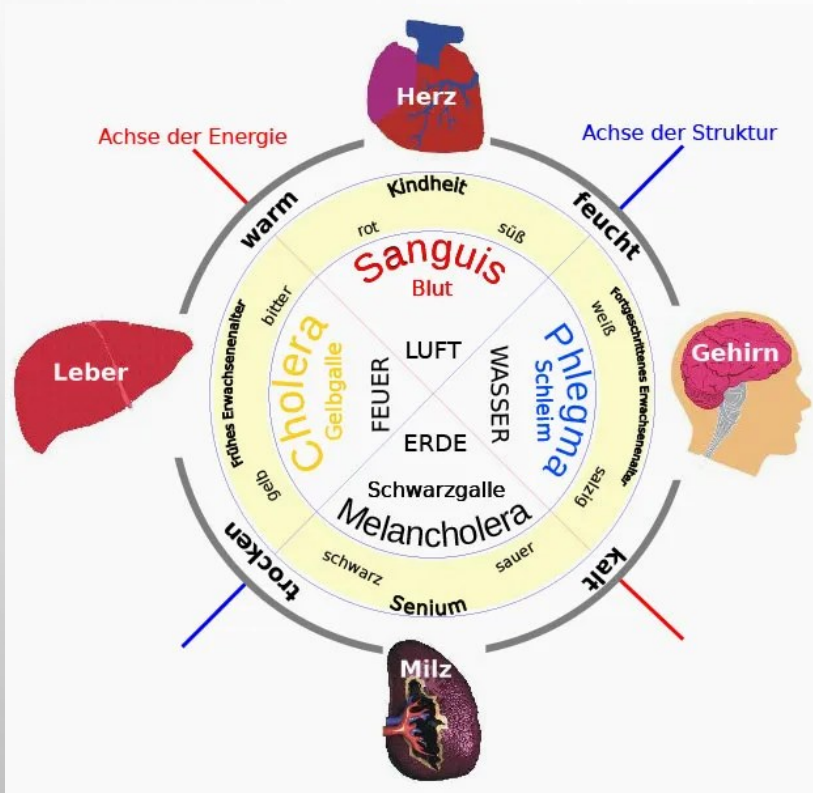 Herz
Achse der Energie
Achse der Struktur
warm
Kindheit
feucht
rot
süß
Sanguis
Blut
bitter
weiß
Frühes Erwachsenenalter
Fortgeschrittenes Erwachsenenalter
Leber
Cholera
Gelbgalle
FEUER
LUFT
WASSER
Schleim
Phlegma
Gehirn
ERDE
gelb
Schwarzgalle
salzig
Melancholera
trocken
schwarz
sauer
kalt
Senium
Milz